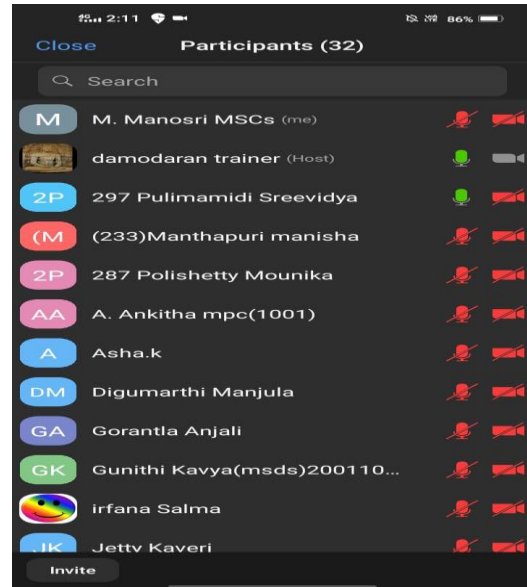 2:11 86%
Close Participants (32)
Search
M M. Manosri MSCs (me)
damodaran trainer (Host)
2P 297 Pulimamidi Sreevidya
(M (233)Manthapuri manisha
2P 287 Polishetty Mounika
AA A. Ankitha mpc(1001)
A Asha.k
DM Digumarthi Manjula
GA Gorantla Anjali
GK Gunithi Kavya(msds)200110...
irfana Salma
JK Jetty Kaveri
Invite